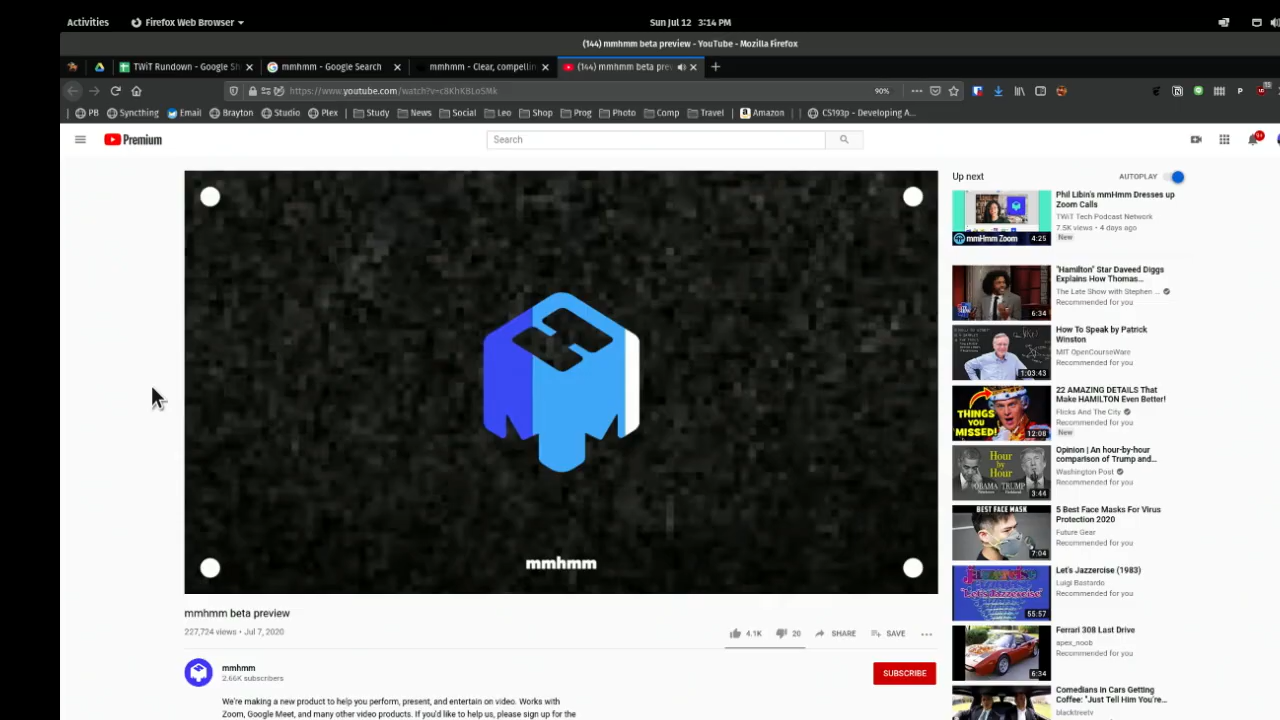 Activities
Firefox Web Browser
Sun Jul 12 3:14 PM
(144) mmhmm beta preview - YouTube - Mozilla Firefox
TWiT Rundown - Google Sh
mmhmm - Google Search
mmhmm - Clear, compellin
(144) mmhmm beta prev
https://www.youtube.com/watch?v=c8KhKBLo5Mk
90%
PB
Syncthing
Email
Brayton
Studio
Plex
Study
News
Social
Leo
Shop
Prog
Photo
Comp
Travel
Amazon
CS193p - Developing A...
Premium
Search
9+
mmhmm
mmhmm beta preview
227,724 views • Jul 7, 2020
4.1K
20
SHARE
SAVE
mmhmm
2.66K subscribers
SUBSCRIBE
We're making a new product to help you perform, present, and entertain on video. Works with
Zoom, Google Meet, and many other video products. If you'd like to help us, please sign up for the
Up next
AUTOPLAY
mmHmm Zoom
4:25
Phil Libin's mmHmm Dresses up
Zoom Calls
TWiT Tech Podcast Network
7.5K views • 4 days ago
New
6:34
"Hamilton" Star Daveed Diggs
Explains How Thomas...
The Late Show with Stephen ...
Recommended for you
1:03:43
How To Speak by Patrick
Winston
MIT OpenCourseWare
Recommended for you
THINGS
YOU
MISSED!
12:08
22 AMAZING DETAILS That
Make HAMILTON Even Better!
Flicks And The City
Recommended for you
New
Hour
by
Hour
OBAMA
TRUMP
3:44
Opinion | An hour-by-hour
comparison of Trump and...
Washington Post
Recommended for you
BEST FACE MASK
7:04
5 Best Face Masks For Virus
Protection 2020
Future Gear
Recommended for you
"Let's Jazzercise"
55:57
Let's Jazzercise (1983)
Luigi Bastardo
Recommended for you
6:34
Ferrari 308 Last Drive
apex_noob
Recommended for you
Comedians in Cars Getting
Coffee: "Just Tell Him You're...
blacktreetv